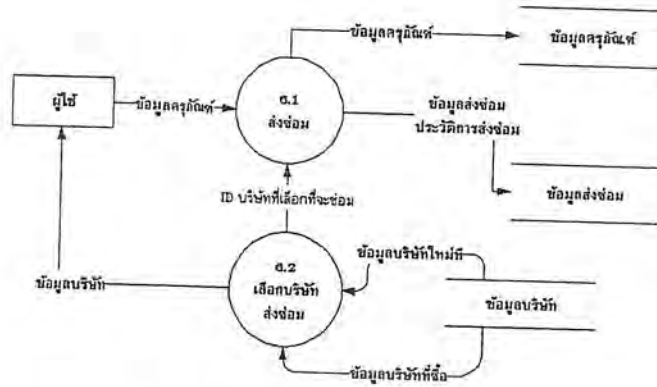 ข้อมูลครุภัณฑ์
ข้อมูลครุภัณฑ์
ผู้ใช้
ข้อมูลครุภัณฑ์
6.1
ส่งซ่อม
ข้อมูลส่งซ่อม
ประวัติการส่งซ่อม
ข้อมูลส่งซ่อม
ID บริษัทที่เลือกที่จะซ่อม
ข้อมูลบริษัท
6.2
เลือกบริษัท
ส่งซ่อม
ข้อมูลบริษัทใหม่ที่
ข้อมูลบริษัท
ข้อมูลบริษัทที่ซื้อ